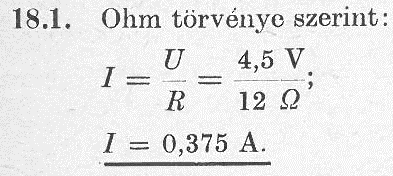 18.1. Ohm törvénye szerint:
I = U/R = 4,5 V/12 Ω;
I = 0,375 A.